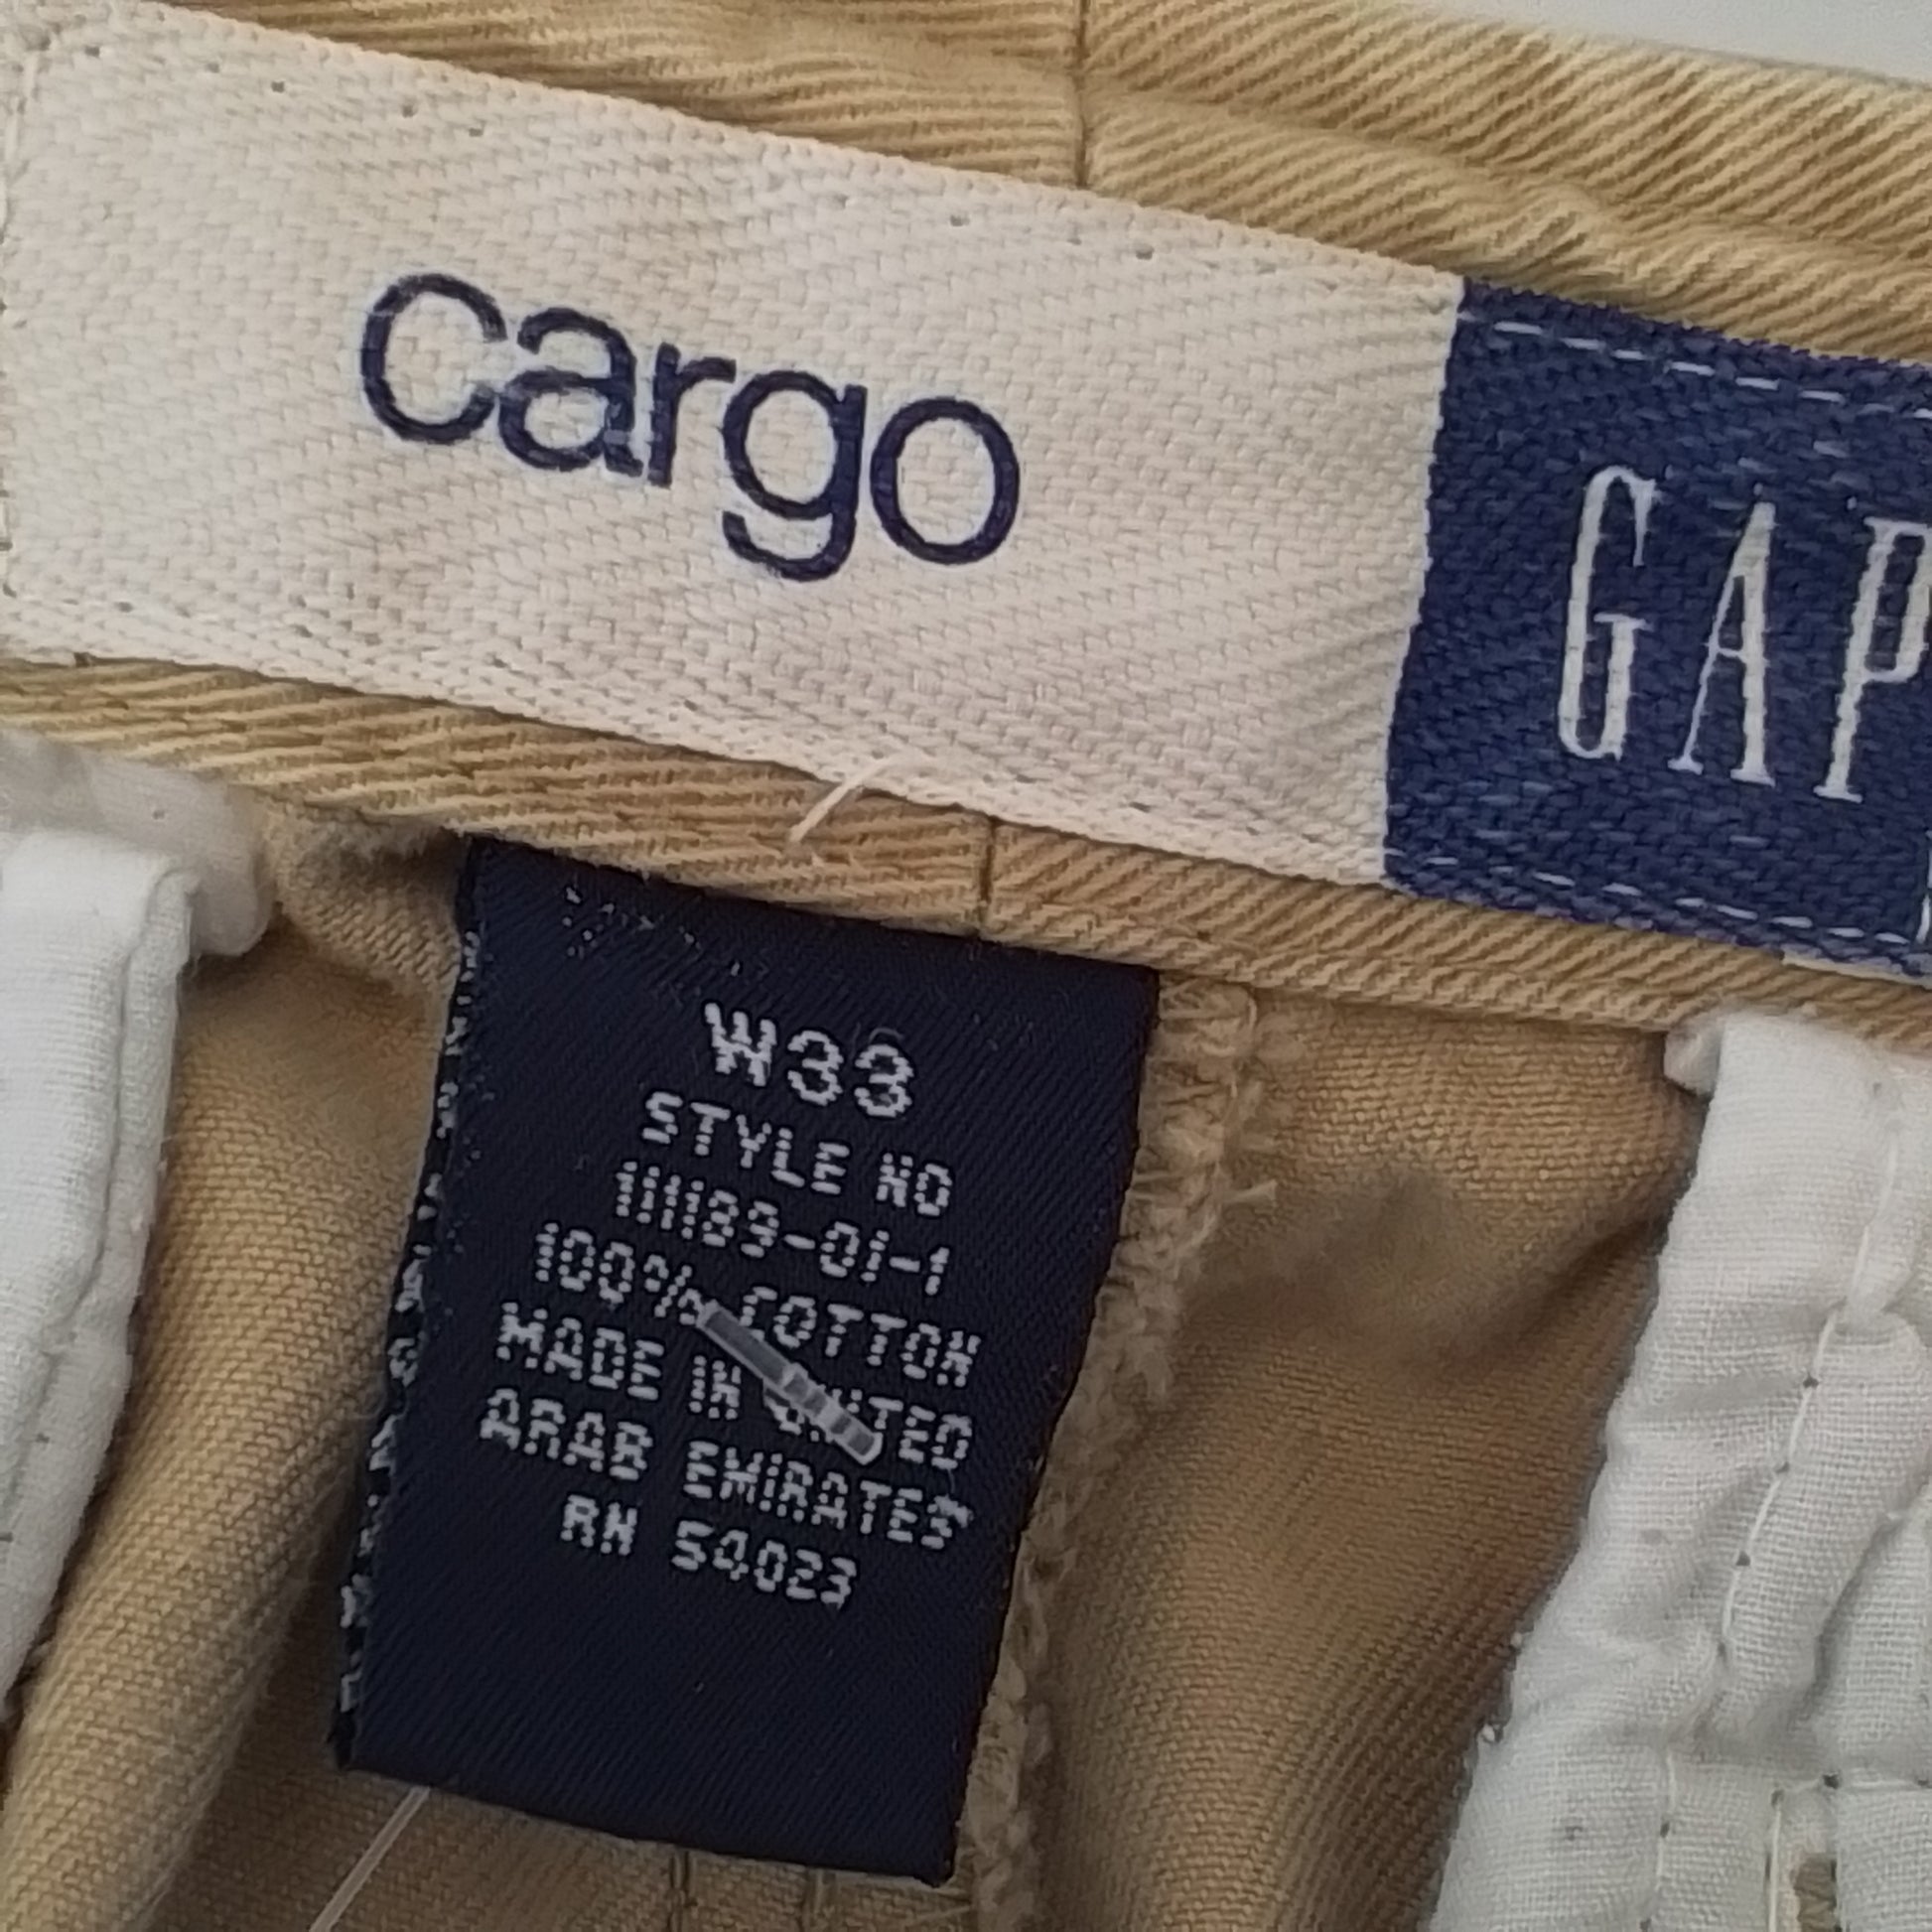 cargo
GAP
W33
STYLE NO
111189-01-1
100% COTTON
MADE IN UNITED
ARAB EMIRATES
RN 54023